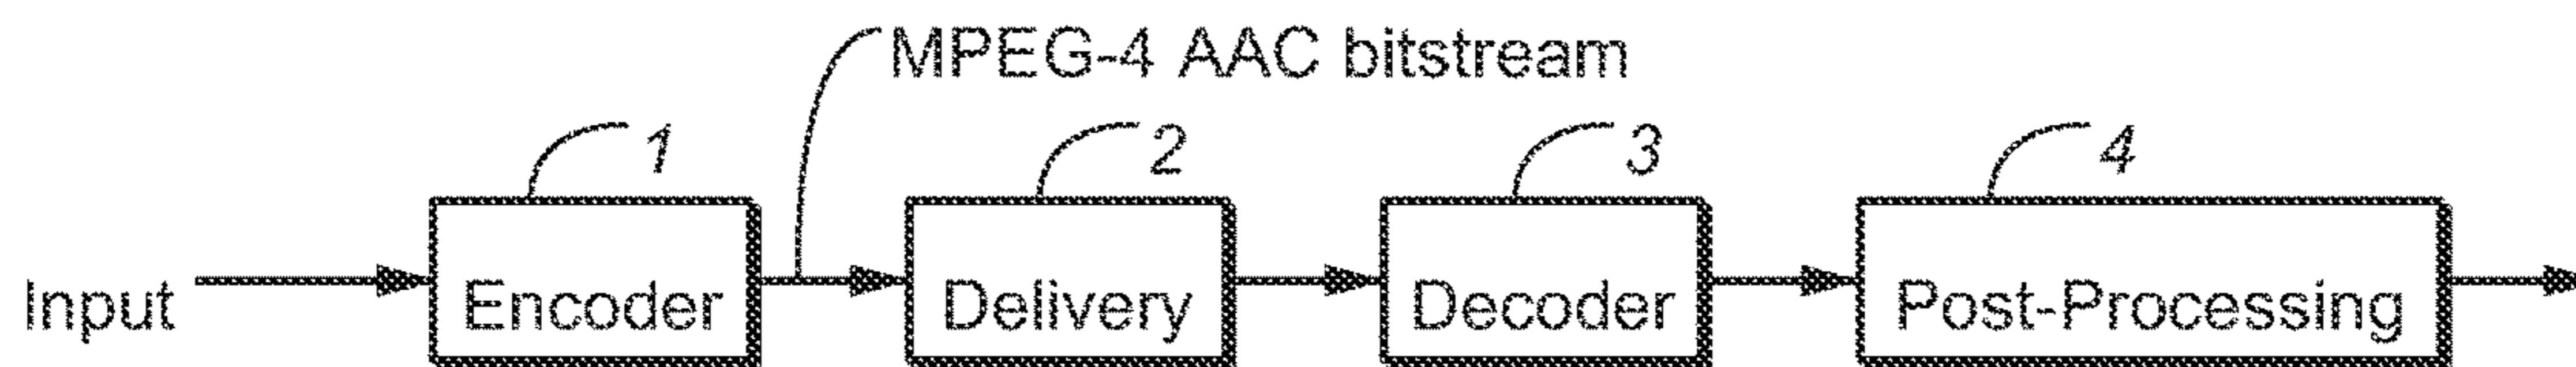 MPEG-4 AAC bitstream
1 2 3 4
Input Encoder Delivery Decoder Post-Processing